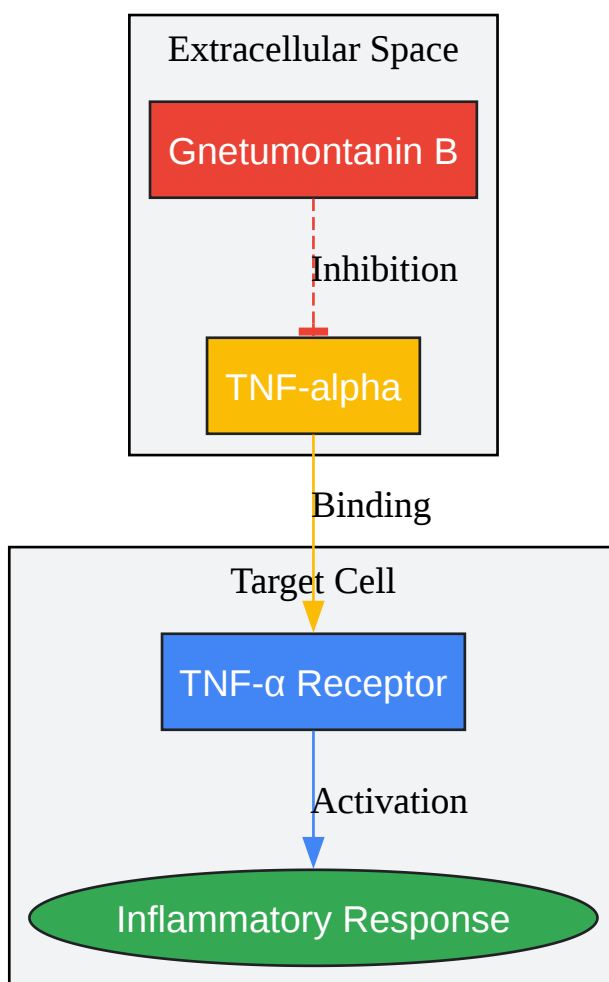 Extracellular Space
Gnetumontanin B
Inhibition
TNF-alpha
Binding
Target Cell
TNF-α Receptor
Activation
Inflammatory Response